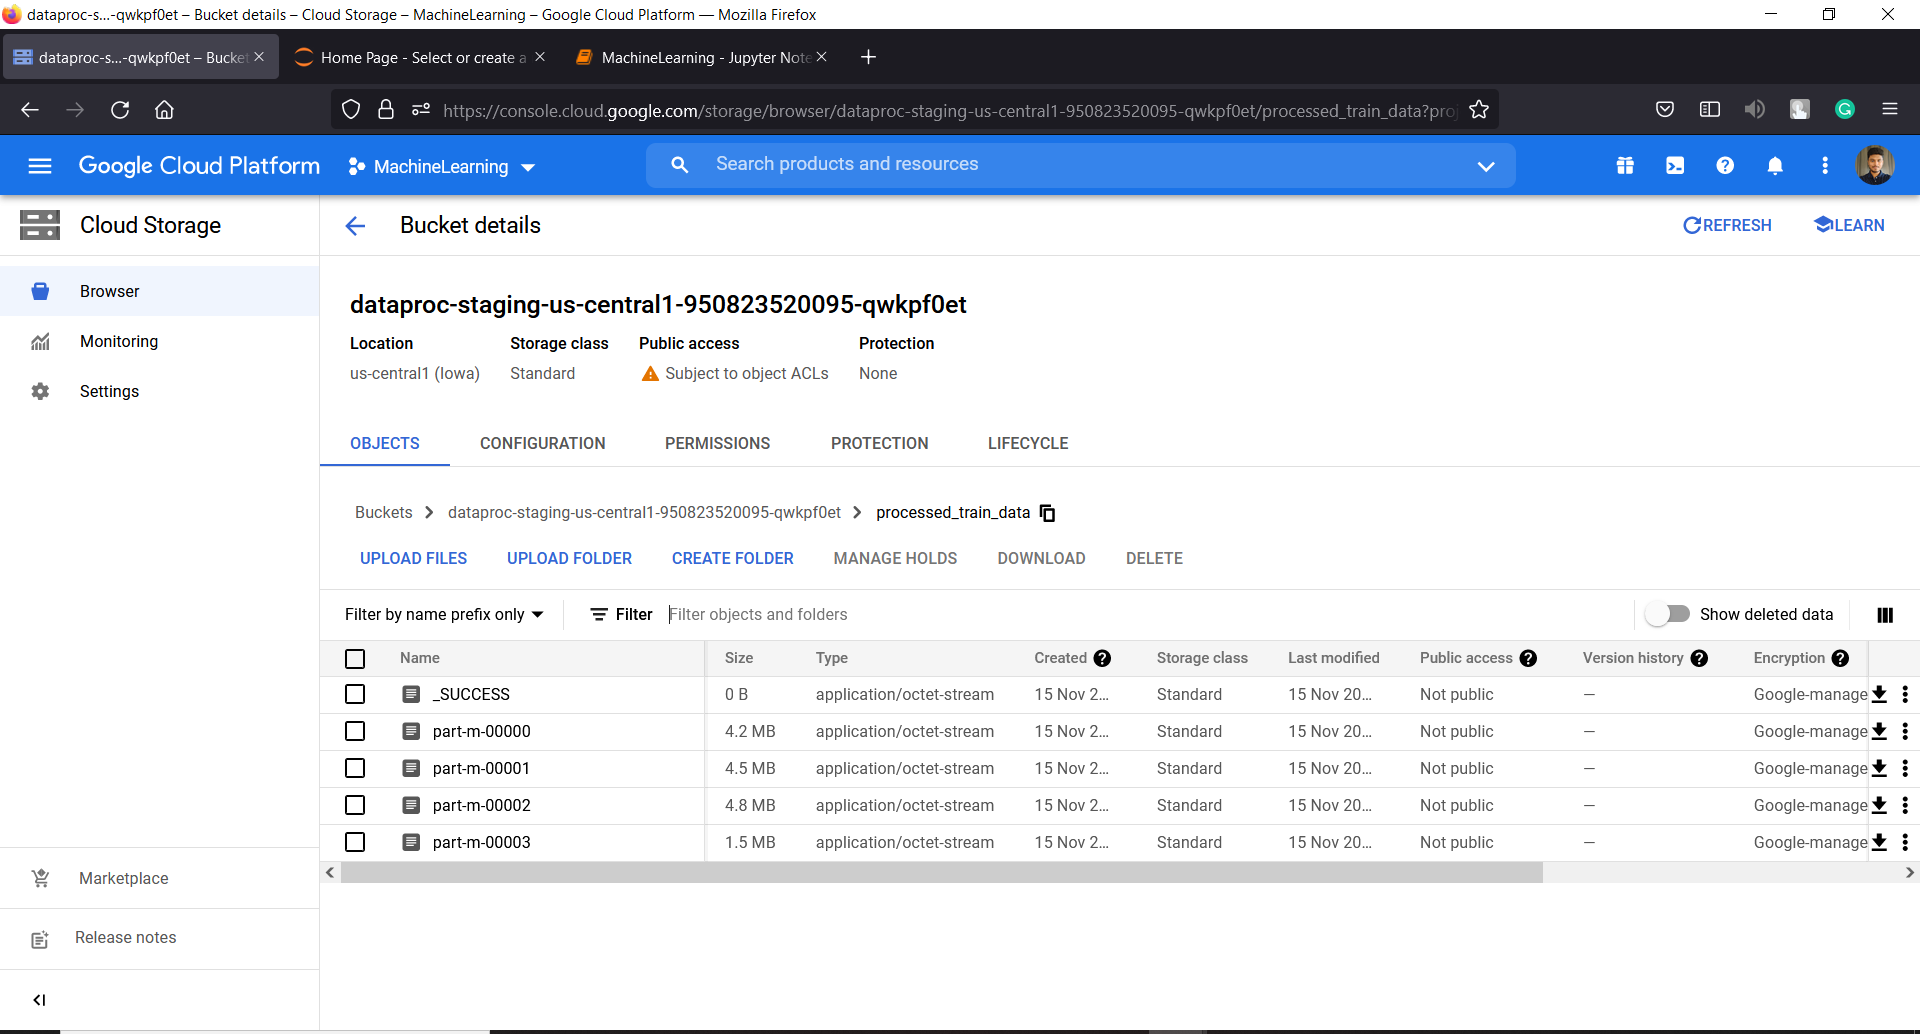 dataproc-s...-qwkpf0et – Bucket details – Cloud Storage – MachineLearning – Google Cloud Platform — Mozilla Firefox
dataproc-s...-qwkpf0et – Bucket
Home Page - Select or create a
MachineLearning - Jupyter Note
https://console.cloud.google.com/storage/browser/dataproc-staging-us-central1-950823520095-qwkpf0et/processed_train_data?proj
Google Cloud Platform
MachineLearning
Search products and resources
Cloud Storage
Bucket details
REFRESH
LEARN
Browser
Monitoring
Settings
dataproc-staging-us-central1-950823520095-qwkpf0et
Location Storage class Public access Protection
us-central1 (Iowa) Standard Subject to object ACLs None
OBJECTS CONFIGURATION PERMISSIONS PROTECTION LIFECYCLE
Buckets dataproc-staging-us-central1-950823520095-qwkpf0et processed_train_data
UPLOAD FILES UPLOAD FOLDER CREATE FOLDER MANAGE HOLDS DOWNLOAD DELETE
Filter by name prefix only Filter Filter objects and folders Show deleted data
Name Size Type Created Storage class Last modified Public access Version history Encryption
_SUCCESS 0 B application/octet-stream 15 Nov 2... Standard 15 Nov 20... Not public — Google-manage
part-m-00000 4.2 MB application/octet-stream 15 Nov 2... Standard 15 Nov 20... Not public — Google-manage
part-m-00001 4.5 MB application/octet-stream 15 Nov 2... Standard 15 Nov 20... Not public — Google-manage
part-m-00002 4.8 MB application/octet-stream 15 Nov 2... Standard 15 Nov 20... Not public — Google-manage
part-m-00003 1.5 MB application/octet-stream 15 Nov 2... Standard 15 Nov 20... Not public — Google-manage
Marketplace
Release notes